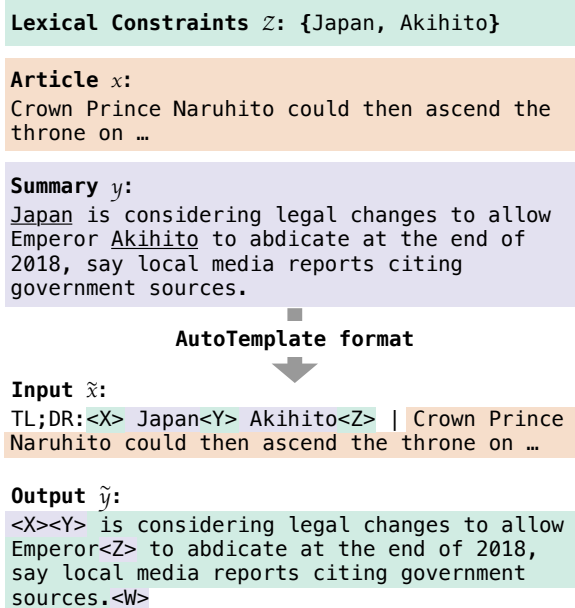 Lexical Constraints Z: {Japan, Akihito}
Article x:
Crown Prince Naruhito could then ascend the
throne on …
Summary y:
Japan is considering legal changes to allow
Emperor Akihito to abdicate at the end of
2018, say local media reports citing
government sources.
AutoTemplate format
Input x̃:
TL;DR:<X> Japan<Y> Akihito<Z> | Crown Prince
Naruhito could then ascend the throne on …
Output ỹ:
<X><Y> is considering legal changes to allow
Emperor<Z> to abdicate at the end of 2018,
say local media reports citing government
sources.<W>